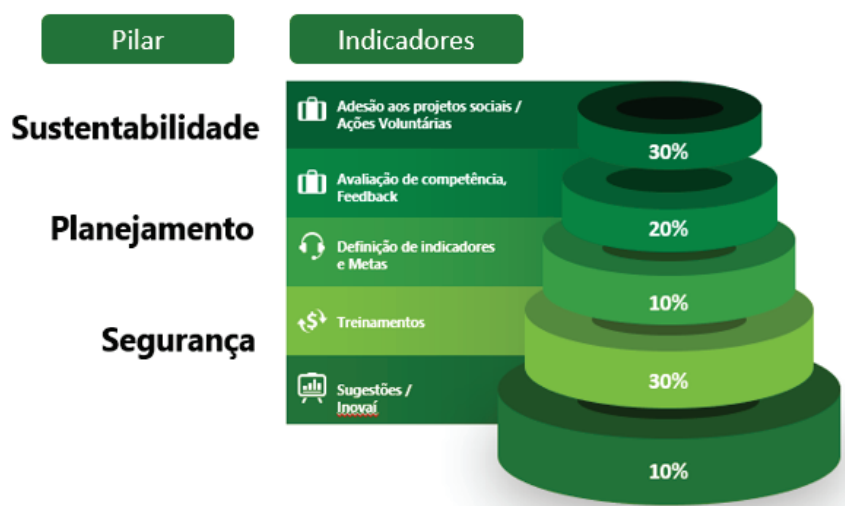 Pilar
Indicadores
Sustentabilidade
Adesão aos projetos sociais /
Ações Voluntárias
30%
Avaliação de competência,
Feedback
20%
Planejamento
Definição de indicadores
e Metas
10%
Segurança
Treinamentos
30%
Sugestões /
Inovaí
10%